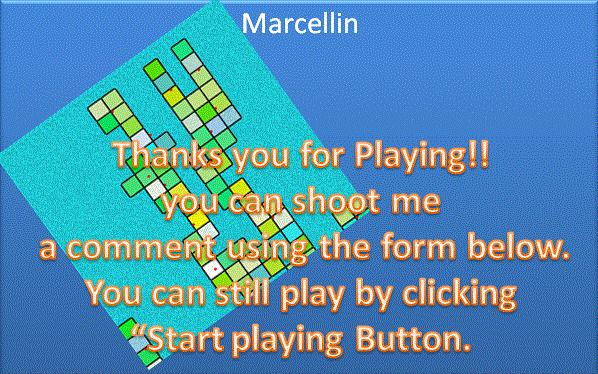 Marcellin
Thanks you for Playing!!
you can shoot me
a comment using the form below.
You can still play by clicking
“Start playing Button.